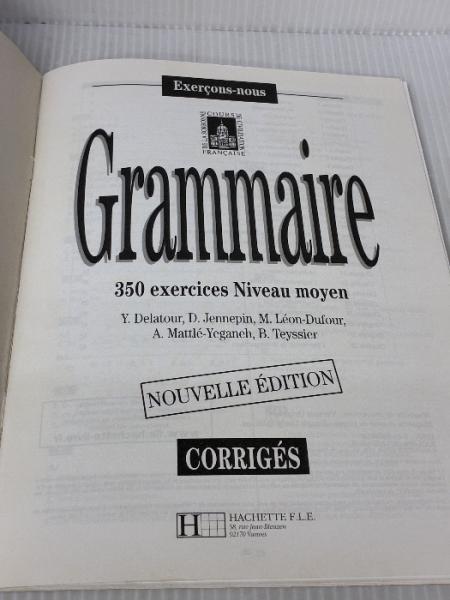 Exerçons-nous
COURS
DE CIVILISATION
FRANÇAISE
DE LA SORBONNE
Grammaire
350 exercices Niveau moyen
Y. Delatour, D. Jennepin, M. Léon-Dufour,
A. Mattlé-Yeganeh, B. Teyssier
NOUVELLE ÉDITION
CORRIGÉS
H HACHETTE F.L.E.
58, rue Jean-Bleuzen
92170 Vanves